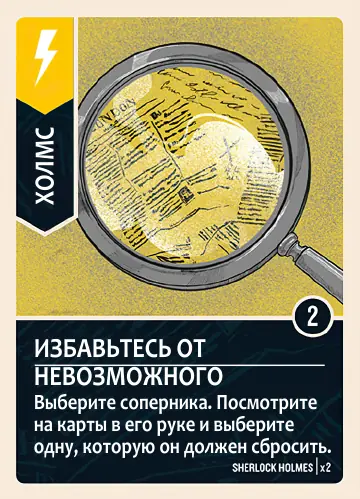 ХОЛМС
LONDON
2
ИЗБАВЬТЕСЬ ОТ
НЕВОЗМОЖНОГО
Выберите соперника. Посмотрите
на карты в его руке и выберите
одну, которую он должен сбросить.
SHERLOCK HOLMES | x2